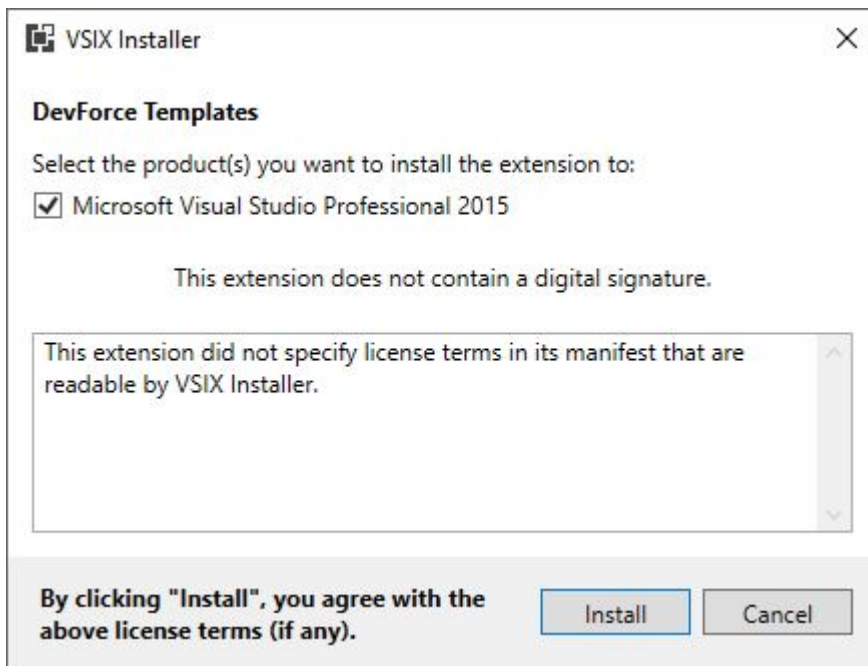 VSIX Installer
DevForce Templates
Select the product(s) you want to install the extension to:
Microsoft Visual Studio Professional 2015
This extension does not contain a digital signature.
This extension did not specify license terms in its manifest that are
readable by VSIX Installer.
By clicking "Install", you agree with the
above license terms (if any).
Install
Cancel